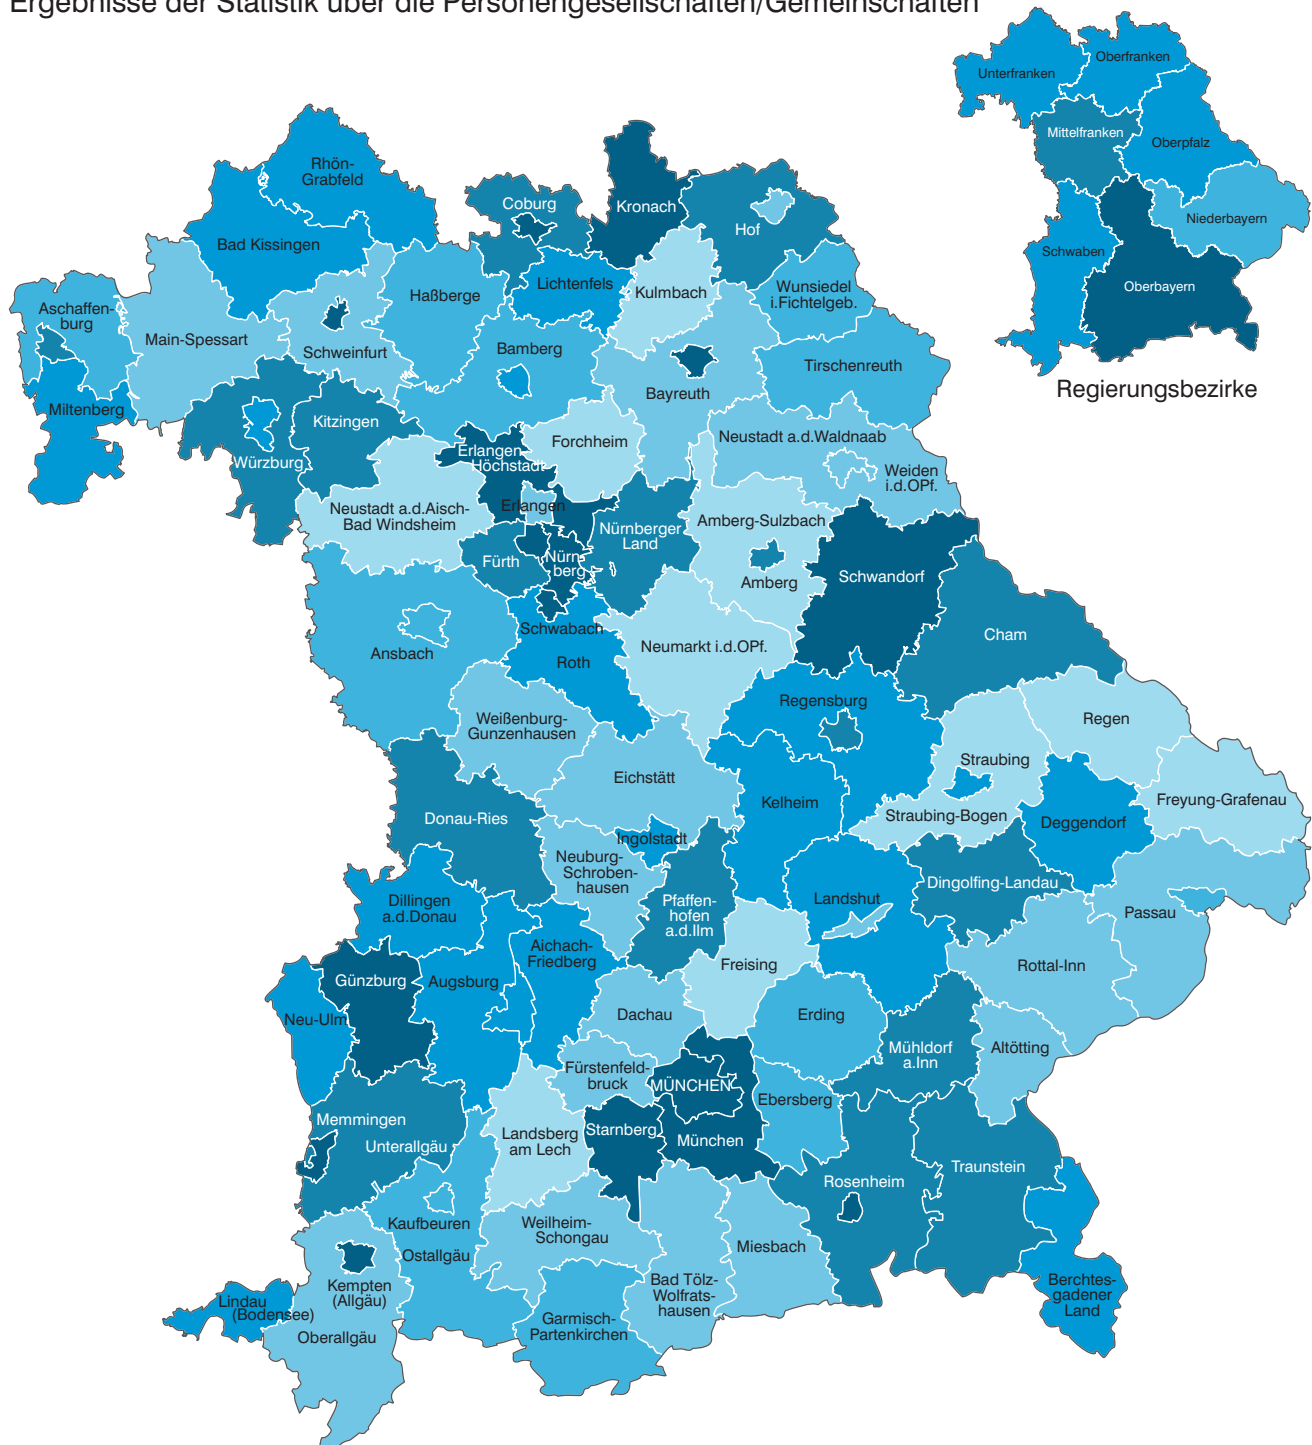 Ergebnisse der Statistik über die Personengesellschaften/Gemeinschaften
Unterfranken
Oberfranken
Mittelfranken
Oberpfalz
Niederbayern
Schwaben
Oberbayern
Regierungsbezirke
Rhön-
Grabfeld
Bad Kissingen
Coburg
Kronach
Hof
Lichtenfels
Kulmbach
Wunsiedel
i.Fichtelgeb.
Haßberge
Aschaffen-
burg
Main-Spessart
Schweinfurt
Bamberg
Bayreuth
Tirschenreuth
Miltenberg
Kitzingen
Würzburg
Forchheim
Neustadt a.d.Waldnaab
Weiden
i.d.OPf.
Erlangen-
Höchstadt
Erlangen
Neustadt a.d.Aisch-
Bad Windsheim
Nürnberger
Land
Amberg-Sulzbach
Amberg
Fürth
Nürn-
berg
Schwandorf
Cham
Schwabach
Roth
Ansbach
Neumarkt i.d.OPf.
Regensburg
Regen
Weißenburg-
Gunzenhausen
Straubing
Eichstätt
Kelheim
Straubing-Bogen
Deggendorf
Freyung-Grafenau
Donau-Ries
Ingolstadt
Neuburg-
Schroben-
hausen
Dingolfing-Landau
Dillingen
a.d.Donau
Pfaffen-
hofen
a.d.Ilm
Landshut
Passau
Aichach-
Friedberg
Freising
Rottal-Inn
Günzburg
Augsburg
Neu-Ulm
Dachau
Erding
Mühldorf
a.Inn
Altötting
Fürstenfeld-
bruck
MÜNCHEN
Ebersberg
Memmingen
Unterallgäu
Landsberg
am Lech
Starnberg
München
Rosenheim
Traunstein
Kaufbeuren
Ostallgäu
Weilheim-
Schongau
Miesbach
Bad Tölz-
Wolfrats-
hausen
Berchtes-
gadener
Land
Kempten
(Allgäu)
Lindau
(Bodensee)
Oberallgäu
Garmisch-
Partenkirchen